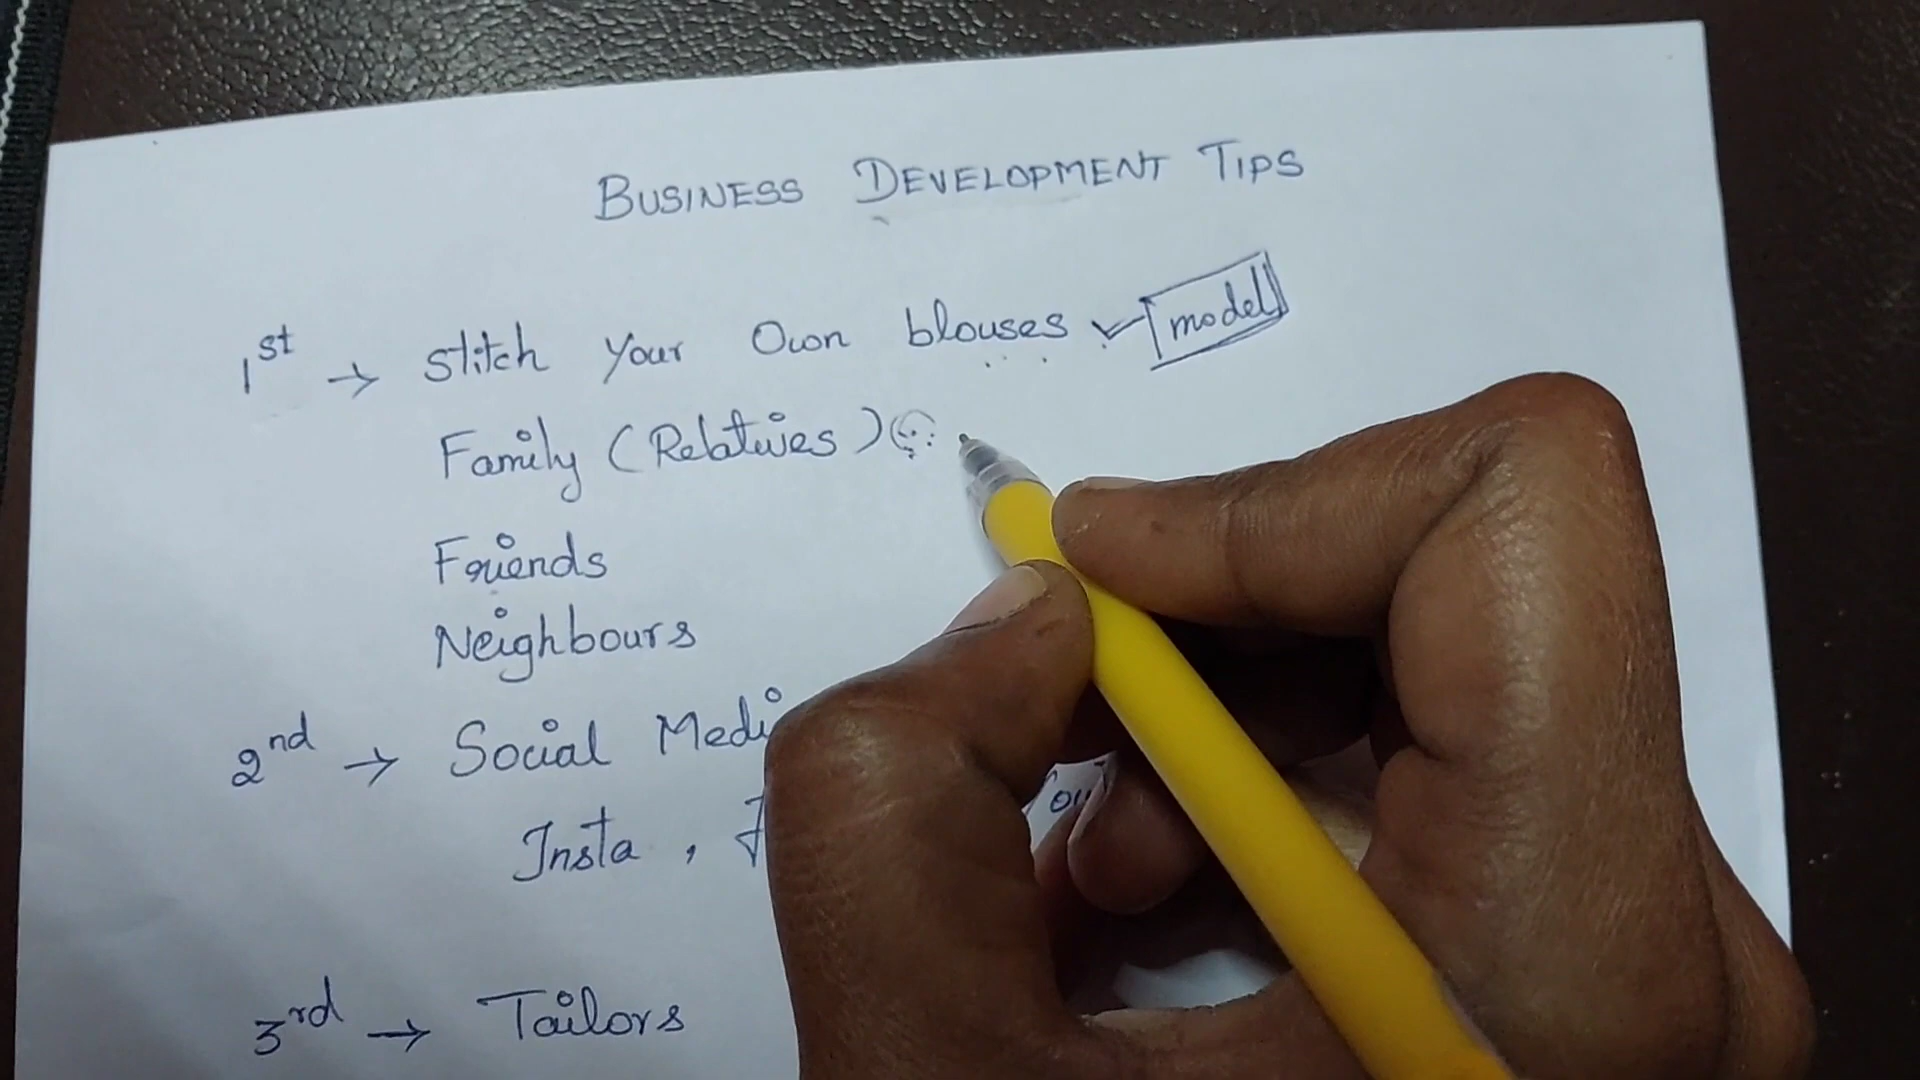 BUSINESS DEVELOPMENT TIPS
1st → Stitch Your Own blouses ✓ model
Family (Relatives)
Friends
Neighbours
2nd → Social Medi
Insta ,
3rd → Tailors